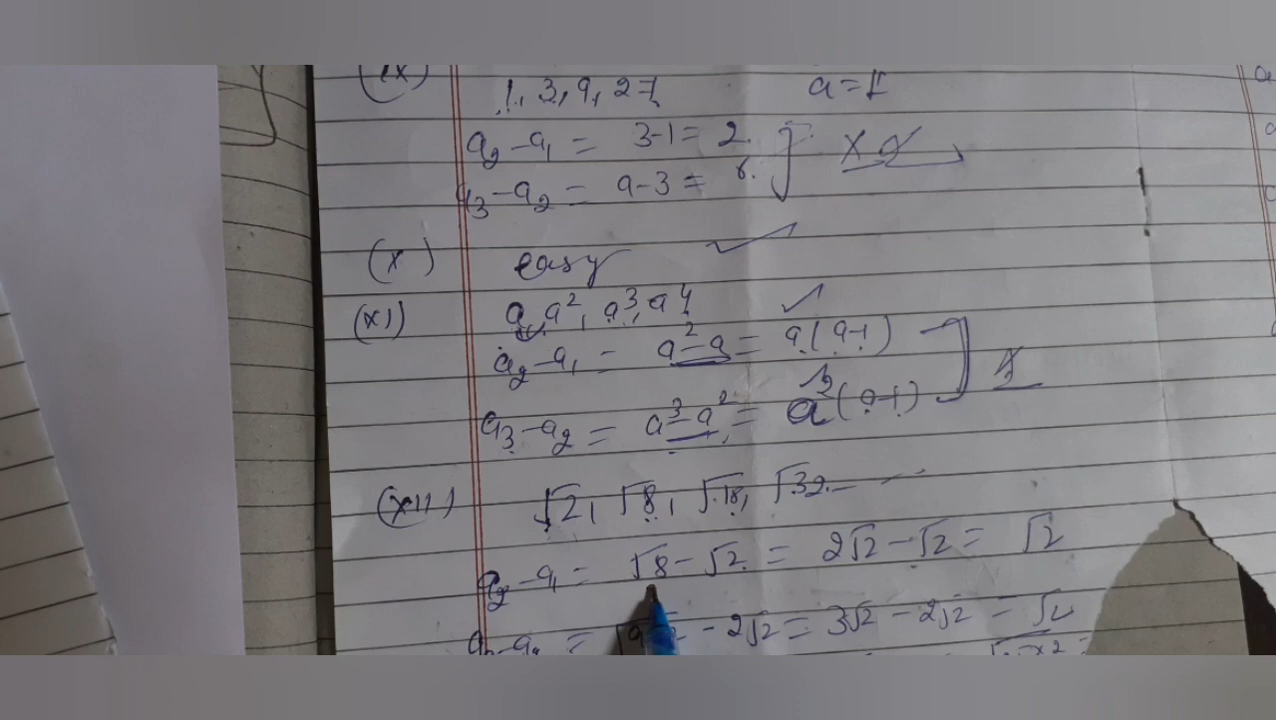 (ix)
1, 3, 9, 27 a=1
a₂-a₁ = 3-1 = 2
a₃-a₂ = 9-3 = 6.
(x) easy
(xi) a, a², a³, a⁴
a₂-a₁ = a²-a = a(a-1)
a₃-a₂ = a³-a² = a²(a-1)
(xii) √2, √8, √18, √32 - - -
a₂-a₁ = √8 - √2 = 2√2 - √2 = √2
- 2√2 = 3√2 - 2√2 = √2